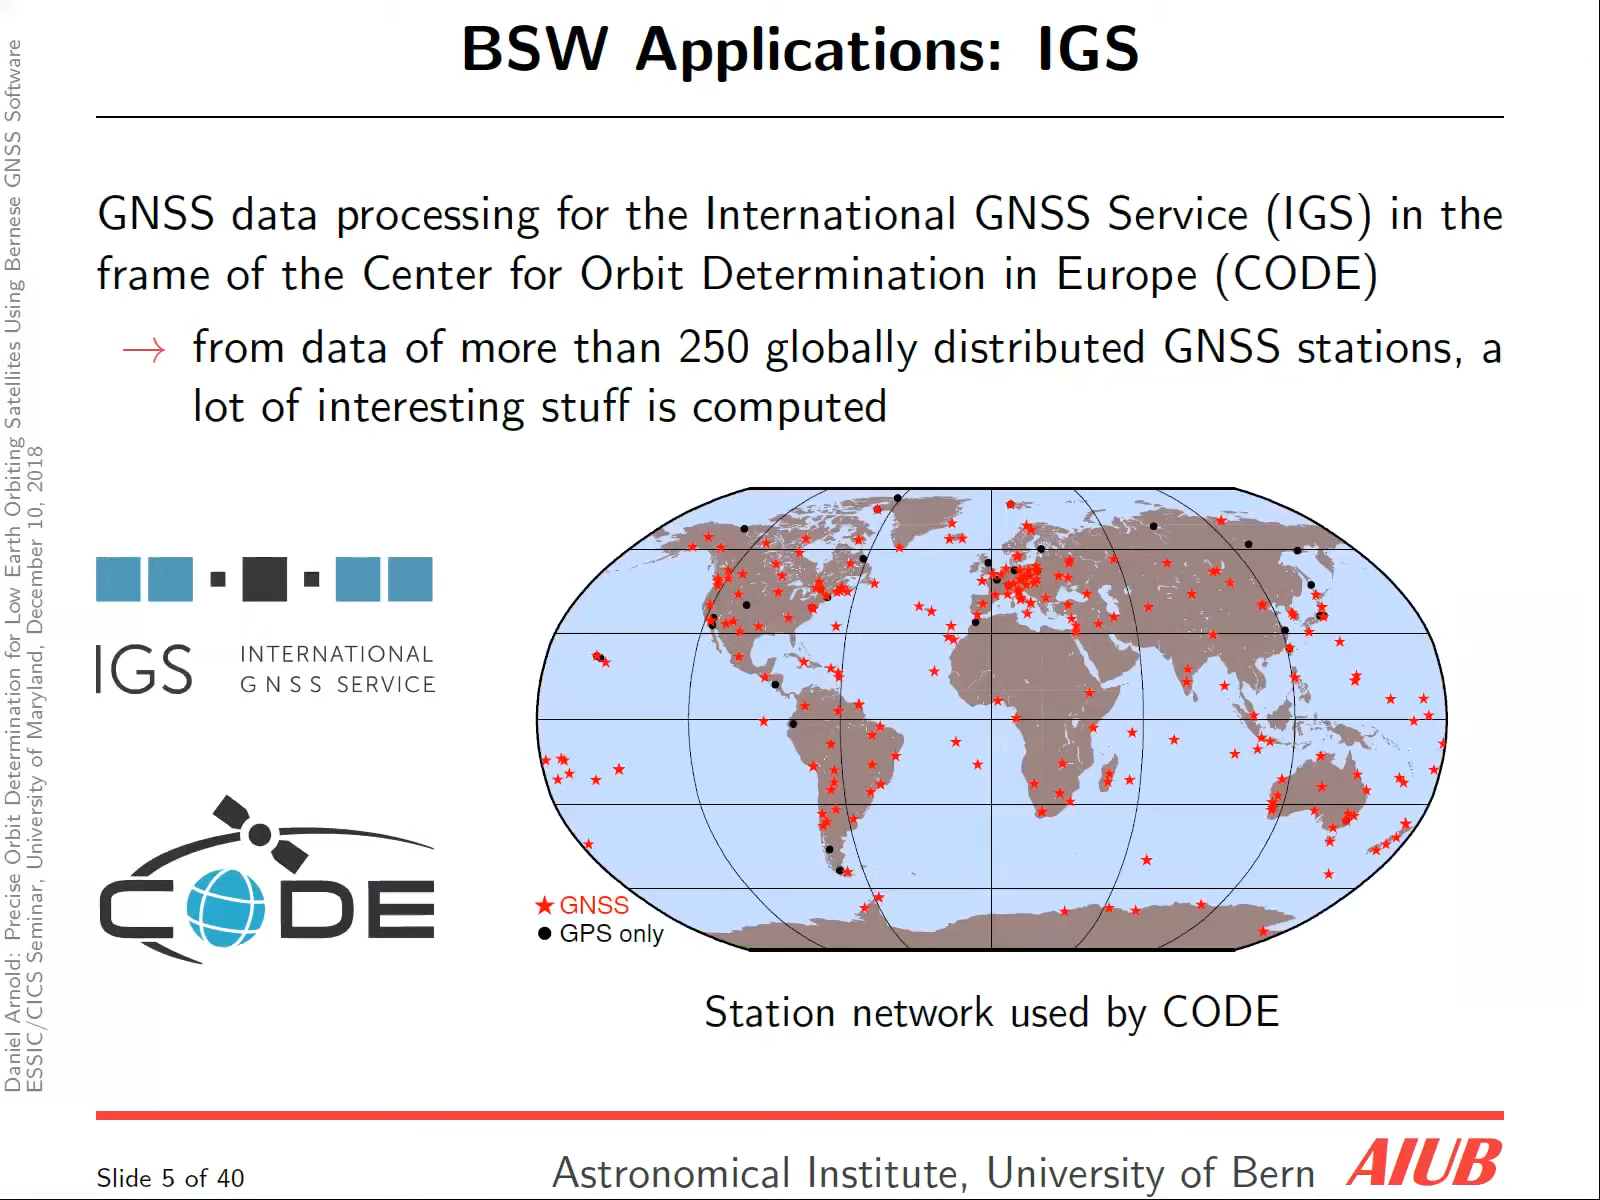 BSW Applications: IGS
GNSS data processing for the International GNSS Service (IGS) in the
frame of the Center for Orbit Determination in Europe (CODE)
→ from data of more than 250 globally distributed GNSS stations, a
lot of interesting stuff is computed
IGS INTERNATIONAL
GNSS SERVICE
CODE
GNSS
GPS only
Station network used by CODE
Slide 5 of 40
Astronomical Institute, University of Bern
AIUB
Daniel Arnold: Precise Orbit Determination for Low Earth Orbiting Satellites Using Bernese GNSS Software
ESSIC/CICS Seminar, University of Maryland, December 10, 2018